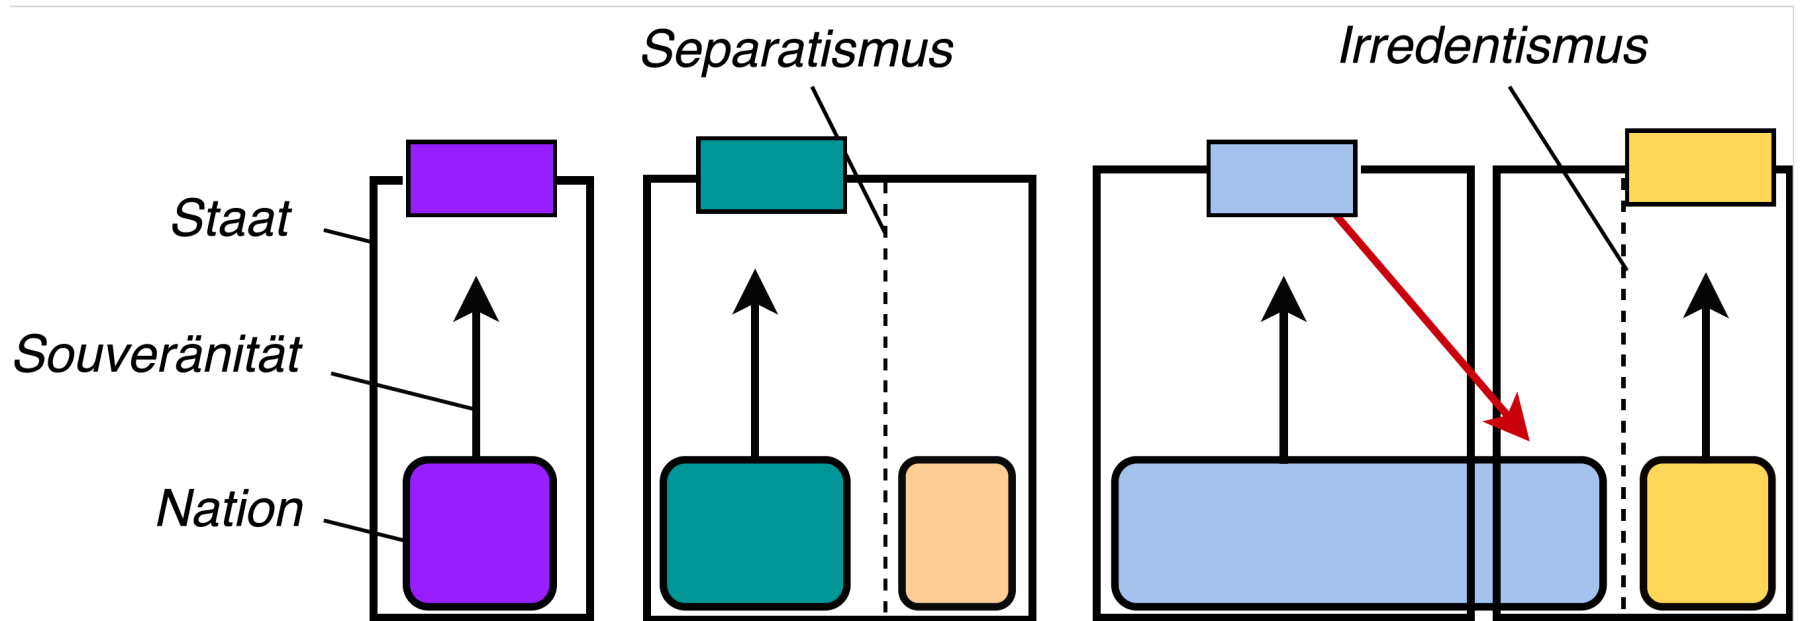 Separatismus
Irredentismus
Staat
Souveränität
Nation